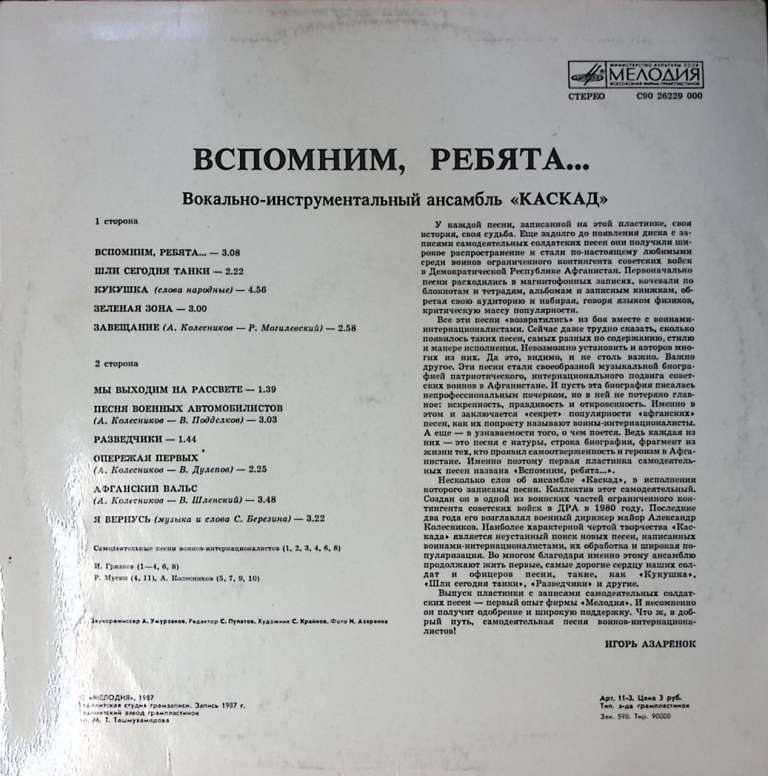 МИНИСТЕРСТВО КУЛЬТУРЫ СССР
МЕЛОДИЯ
ВСЕСОЮЗНАЯ ФИРМА ГРАМПЛАСТИНОК
СТЕРЕО С90 26229 000
ВСПОМНИМ, РЕБЯТА...
Вокально-инструментальный ансамбль «КАСКАД»
1 сторона
ВСПОМНИМ, РЕБЯТА... — 3.08
ШЛИ СЕГОДНЯ ТАНКИ — 2.22
КУКУШКА (слова народные) — 4.56
ЗЕЛЕНАЯ ЗОНА — 3.00
ЗАВЕЩАНИЕ (А. Колесников — Р. Могилевский) — 2.58
2 сторона
МЫ ВЫХОДИМ НА РАССВЕТЕ — 1.39
ПЕСНЯ ВОЕННЫХ АВТОМОБИЛИСТОВ
(А. Колесников — В. Подделков) — 3.03
РАЗВЕДЧИКИ — 1.44
ОПЕРЕЖАЯ ПЕРВЫХ
(А. Колесников — В. Дулепов) — 2.25
АФГАНСКИЙ ВАЛЬС
(А. Колесников — В. Шленский) — 3.48
Я ВЕРНУСЬ (музыка и слова С. Березина) — 3.22
Самодеятельные песни воинов-интернационалистов (1, 2, 3, 4, 6, 8)
И. Грязнов (1—4, 6, 8)
Р. Мусин (4, 11), А. Колесников (5, 7, 9, 10)
Звукорежиссер А. Умурзаков, Редактор С. Пулатов, Художник С. Крайнов, Фото И. Азаренка
У каждой песни, записанной на этой пластинке, своя
история, своя судьба. Еще задолго до появления диска с за-
писями самодеятельных солдатских песен они получили ши-
рокое распространение и стали по-настоящему любимыми
среди воинов ограниченного контингента советских войск
в Демократической Республике Афганистан. Первоначально
песни расходились в магнитофонных записях, кочевали по
блокнотам и тетрадям, альбомам и записным книжкам, об-
ретая свою аудиторию и набирая, говоря языком физиков,
критическую массу популярности.
Все эти песни «возвратились» из боя вместе с воинами-
интернационалистами. Сейчас даже трудно сказать, сколько
появилось таких песен, самых разных по содержанию, стилю
и манере исполнения. Невозможно установить и авторов мно-
гих из них. Да это, видимо, и не столь важно. Важно
другое. Эти песни стали своеобразной музыкальной биогра-
фией патриотического, интернационального подвига совет-
ских воинов в Афганистане. И пусть эта биография писалась
непрофессиональным почерком, но в ней не потеряно глав-
ное: искренность, правдивость и откровенность. Именно в
этом и заключается «секрет» популярности «афганских»
песен, как их попросту называют воины-интернационалисты.
А еще — в узнаваемости того, о чем поется. Ведь каждая из
них — это песня с натуры, строка биографии, фрагмент из
жизни тех, кто проявил самоотверженность и героизм в Афга-
нистане. Именно поэтому первая пластинка самодеятель-
ных песен названа «Вспомним, ребята...».
Несколько слов об ансамбле «Каскад», в исполнении
которого записаны песни. Коллектив этот самодеятельный.
Создан он в одной из воинских частей ограниченного кон-
тингента советских войск в ДРА в 1980 году. Последние
два года его возглавлял военный дирижер майор Александр
Колесников. Наиболее характерной чертой творчества «Кас-
када» является неустанный поиск новых песен, написанных
воинами-интернационалистами, их обработка и широкая по-
пуляризация. Во многом благодаря именно этому ансамблю
продолжают жить первые, самые дорогие сердцу наших сол-
дат и офицеров песни, такие, как «Кукушка»,
«Шли сегодня танки», «Разведчики» и другие.
Выпуск пластинки с записями самодеятельных солдат-
ских песен — первый опыт фирмы «Мелодия». И несомненно
он получит одобрение и широкую поддержку. Что ж, в доб-
рый путь, самодеятельная песня воинов-интернациона-
листов!
ИГОРЬ АЗАРЕНОК
«МЕЛОДИЯ», 1987
студия грамзаписи. Запись 1987 г.
завод грампластинок
М. Т. Ташмухамедова
Арт. 11-3. Цена 3 руб.
Тип. з-да грампластинок
Зак. 598. Тир. 90000